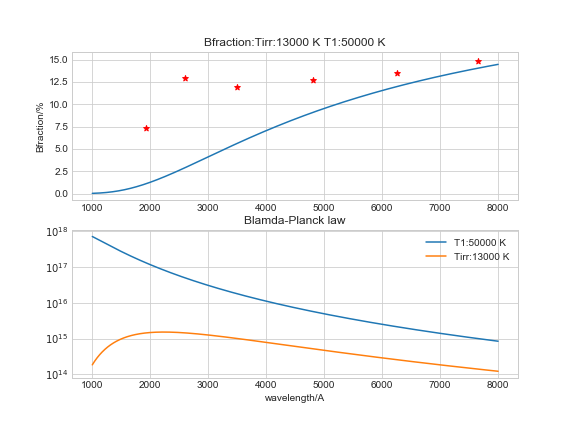 Bfraction:Tirr:13000 K T1:50000 K
15.0
12.5
10.0
7.5
5.0
2.5
0.0
Bfraction/%
1000 2000 3000 4000 5000 6000 7000 8000
Blamda-Planck law
10^18
10^17
10^16
10^15
10^14
T1:50000 K
Tirr:13000 K
1000 2000 3000 4000 5000 6000 7000 8000
wavelength/A